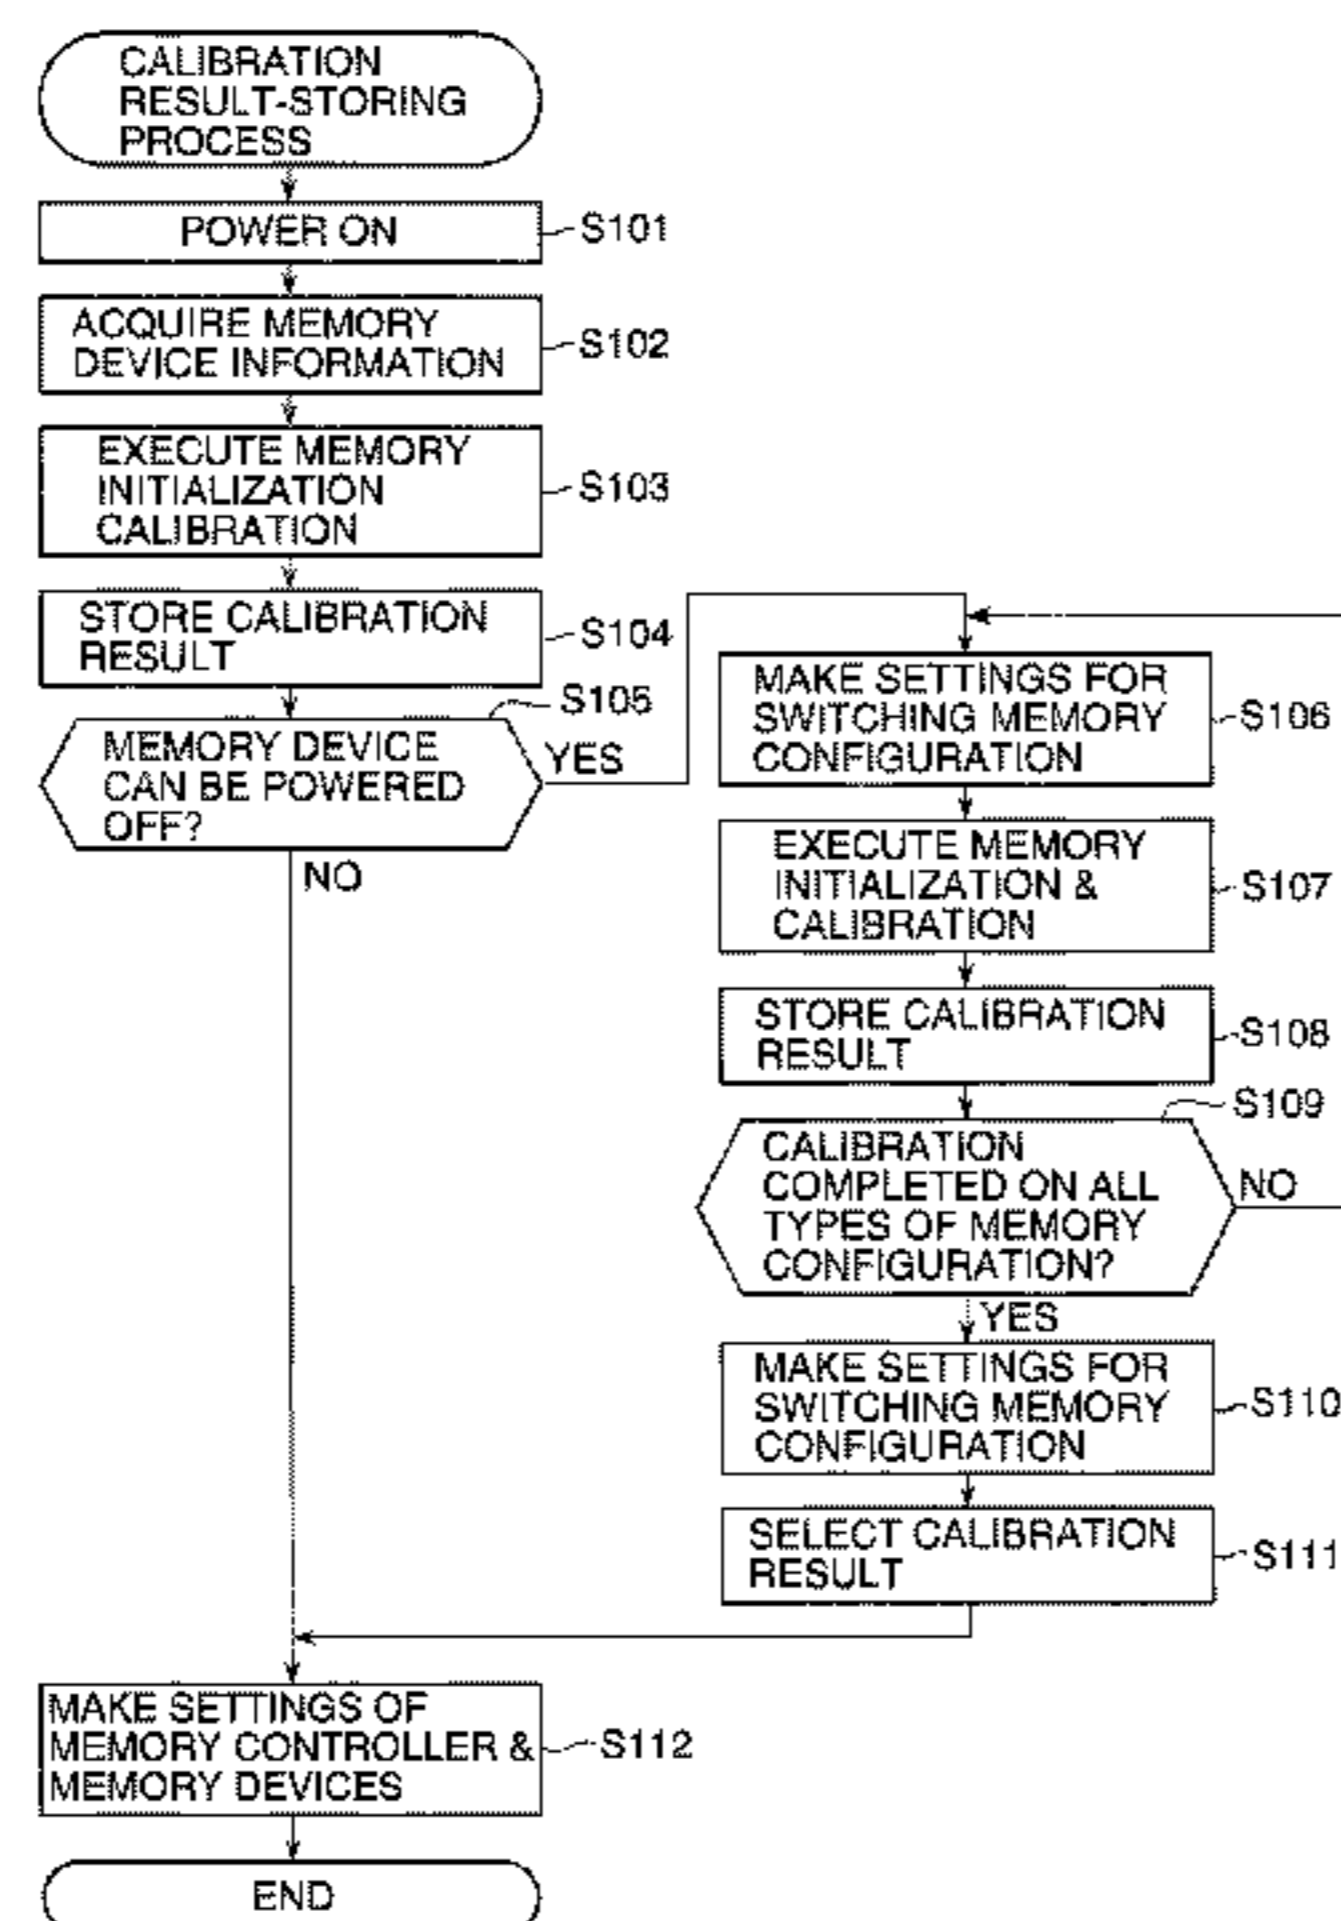 CALIBRATION
RESULT-STORING
PROCESS
POWER ON
S101
ACQUIRE MEMORY
DEVICE INFORMATION
S102
EXECUTE MEMORY
INITIALIZATION
CALIBRATION
S103
STORE CALIBRATION
RESULT
S104
S105
MEMORY DEVICE
CAN BE POWERED
OFF?
YES
NO
MAKE SETTINGS FOR
SWITCHING MEMORY
CONFIGURATION
S106
EXECUTE MEMORY
INITIALIZATION &
CALIBRATION
S107
STORE CALIBRATION
RESULT
S108
S109
CALIBRATION
COMPLETED ON ALL
TYPES OF MEMORY
CONFIGURATION?
NO
YES
MAKE SETTINGS FOR
SWITCHING MEMORY
CONFIGURATION
S110
SELECT CALIBRATION
RESULT
S111
MAKE SETTINGS OF
MEMORY CONTROLLER &
MEMORY DEVICES
S112
END